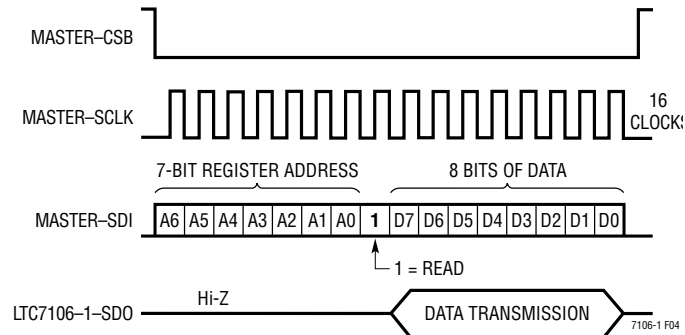 MASTER–CSB
MASTER–SCLK
16
CLOCKS
7-BIT REGISTER ADDRESS
8 BITS OF DATA
MASTER–SDI
A6 A5 A4 A3 A2 A1 A0 1 D7 D6 D5 D4 D3 D2 D1 D0
1 = READ
Hi-Z
LTC7106–1–SDO
DATA TRANSMISSION
7106-1 F04